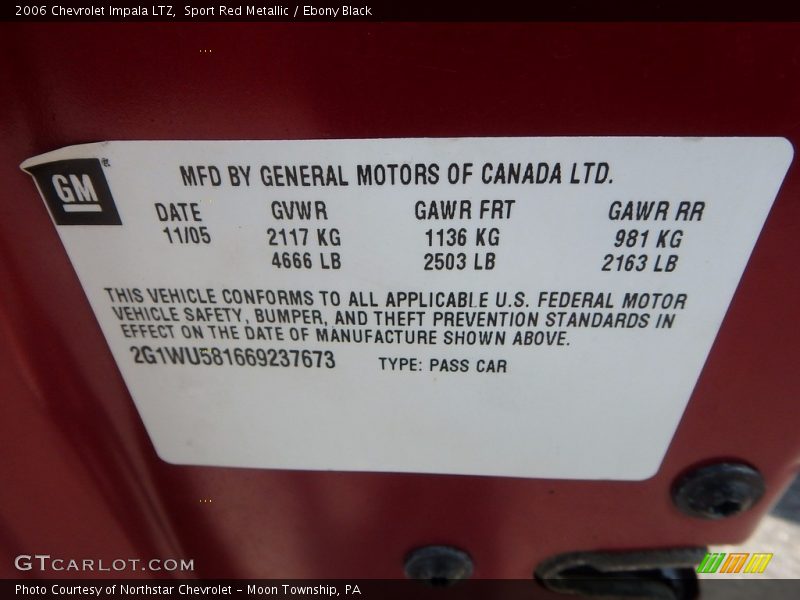 2006 Chevrolet Impala LTZ, Sport Red Metallic / Ebony Black
GM
MFD BY GENERAL MOTORS OF CANADA LTD.
DATE GVWR GAWR FRT GAWR RR
11/05 2117 KG 1136 KG 981 KG
4666 LB 2503 LB 2163 LB
THIS VEHICLE CONFORMS TO ALL APPLICABLE U.S. FEDERAL MOTOR
VEHICLE SAFETY, BUMPER, AND THEFT PREVENTION STANDARDS IN
EFFECT ON THE DATE OF MANUFACTURE SHOWN ABOVE.
2G1WU581669237673 TYPE: PASS CAR
GTCARLOT.COM
Photo Courtesy of Northstar Chevrolet - Moon Township, PA